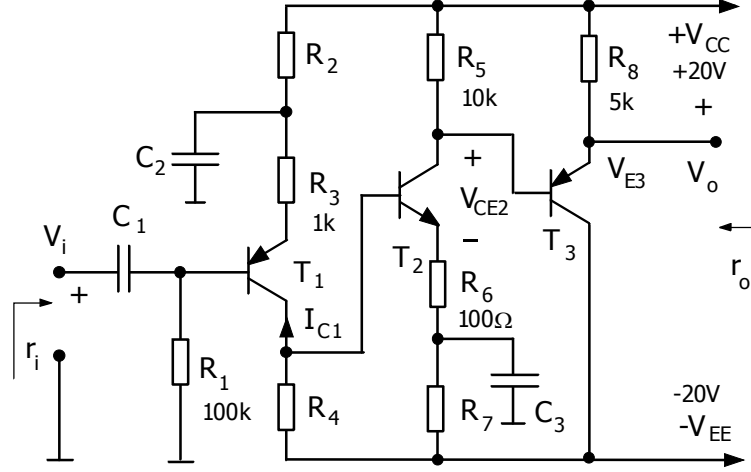 R2
R5
10k
R8
5k
+VCC
+20V
+
C2
R3
1k
+
VCE2
−
VE3
Vo
Vi
C1
+
T1
T2
T3
ro
IC1
R6
100Ω
ri
R1
100k
R4
R7
C3
-20V
-VEE